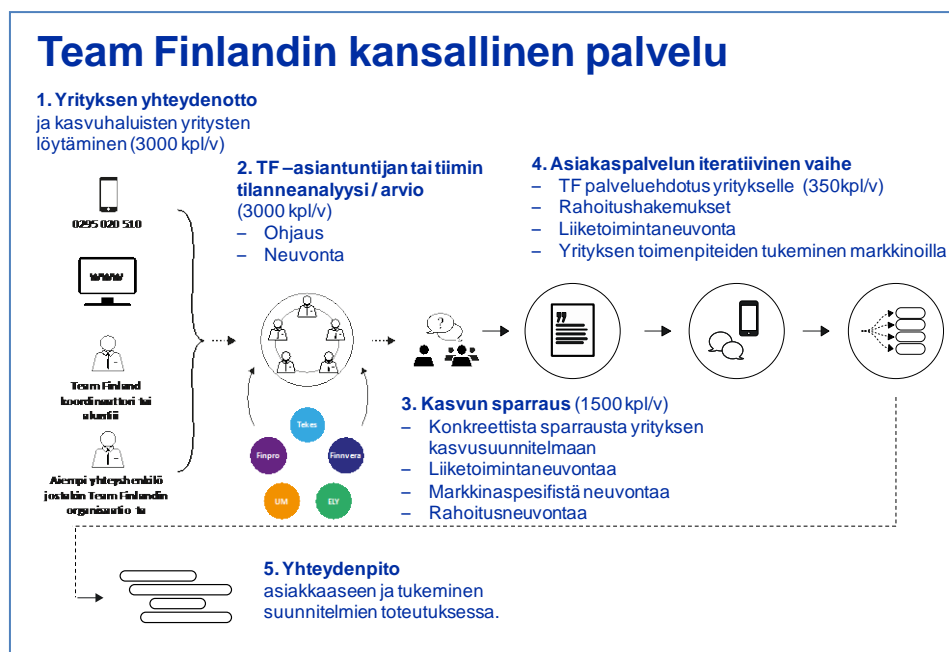 Team Finlandin kansallinen palvelu
1. Yrityksen yhteydenotto
ja kasvuhaluisten yritysten
löytäminen (3000 kpl/v)
0295 020 510
www
Team Finland
koordinaattori tai
Aiempi yhteyshenkilö
jostakin Team Finlandin
2. TF –asiantuntijan tai tiimin
tilanneanalyysi / arvio
(3000 kpl/v)
– Ohjaus
– Neuvonta
?
Tekes
Finpro
Finnvera
UM
ELY
3. Kasvun sparraus (1500 kpl/v)
– Konkreettista sparrausta yrityksen
kasvusuunnitelmaan
– Liiketoimintaneuvontaa
– Markkinaspesifistä neuvontaa
– Rahoitusneuvontaa
4. Asiakaspalvelun iteratiivinen vaihe
– TF palveluehdotus yritykselle (350kpl/v)
– Rahoitushakemukset
– Liiketoimintaneuvonta
– Yrityksen toimenpiteiden tukeminen markkinoilla
5. Yhteydenpito
asiakkaaseen ja tukeminen
suunnitelmien toteutuksessa.